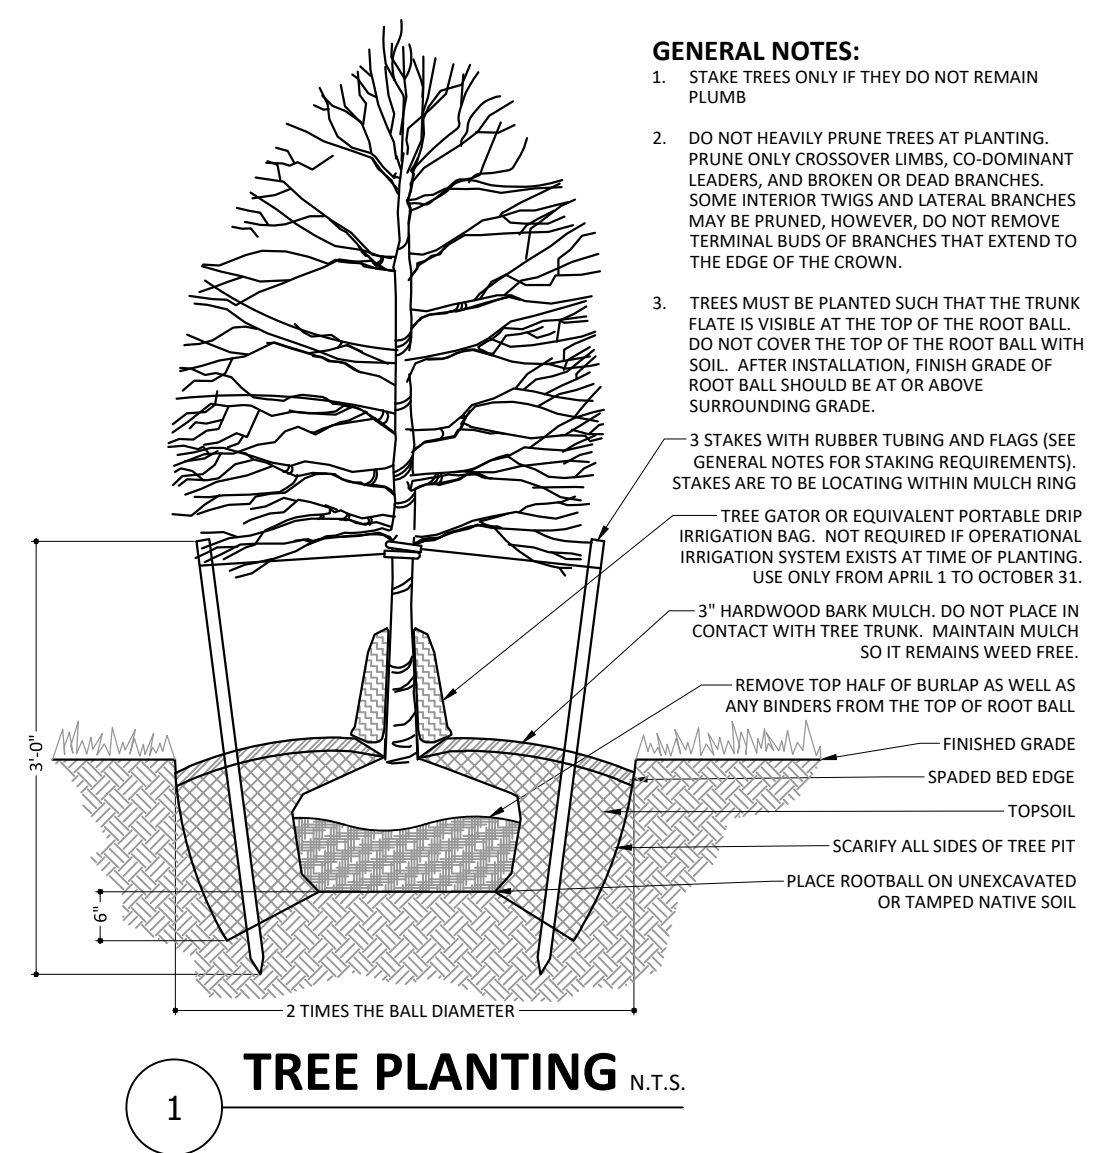 GENERAL NOTES:
1. STAKE TREES ONLY IF THEY DO NOT REMAIN
PLUMB
2. DO NOT HEAVILY PRUNE TREES AT PLANTING.
PRUNE ONLY CROSSOVER LIMBS, CO-DOMINANT
LEADERS, AND BROKEN OR DEAD BRANCHES.
SOME INTERIOR TWIGS AND LATERAL BRANCHES
MAY BE PRUNED, HOWEVER, DO NOT REMOVE
TERMINAL BUDS OF BRANCHES THAT EXTEND TO
THE EDGE OF THE CROWN.
3. TREES MUST BE PLANTED SUCH THAT THE TRUNK
FLATE IS VISIBLE AT THE TOP OF THE ROOT BALL.
DO NOT COVER THE TOP OF THE ROOT BALL WITH
SOIL. AFTER INSTALLATION, FINISH GRADE OF
ROOT BALL SHOULD BE AT OR ABOVE
SURROUNDING GRADE.
3 STAKES WITH RUBBER TUBING AND FLAGS (SEE
GENERAL NOTES FOR STAKING REQUIREMENTS).
STAKES ARE TO BE LOCATING WITHIN MULCH RING
TREE GATOR OR EQUIVALENT PORTABLE DRIP
IRRIGATION BAG. NOT REQUIRED IF OPERATIONAL
IRRIGATION SYSTEM EXISTS AT TIME OF PLANTING.
USE ONLY FROM APRIL 1 TO OCTOBER 31.
3" HARDWOOD BARK MULCH. DO NOT PLACE IN
CONTACT WITH TREE TRUNK. MAINTAIN MULCH
SO IT REMAINS WEED FREE.
REMOVE TOP HALF OF BURLAP AS WELL AS
ANY BINDERS FROM THE TOP OF ROOT BALL
FINISHED GRADE
SPADED BED EDGE
TOPSOIL
SCARIFY ALL SIDES OF TREE PIT
PLACE ROOTBALL ON UNEXCAVATED
OR TAMPED NATIVE SOIL
3'-0"
6"
2 TIMES THE BALL DIAMETER
1
TREE PLANTING N.T.S.